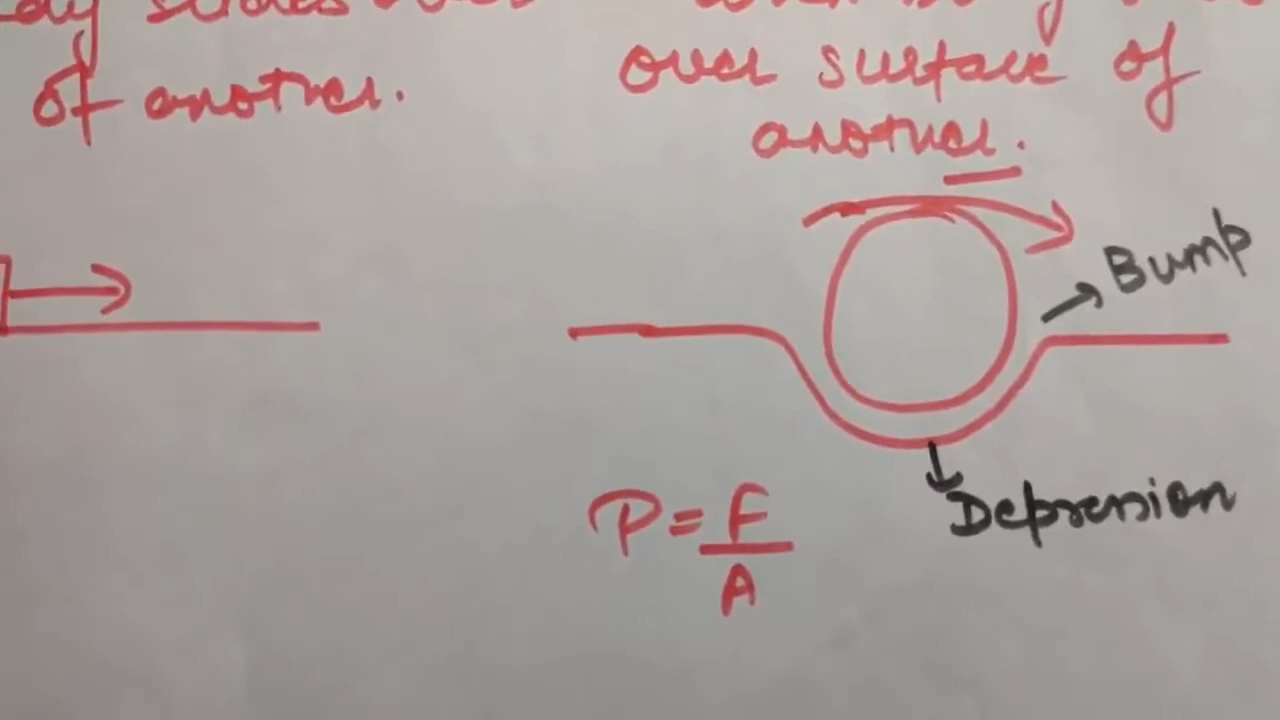 of another.
over surface of
another.
Bump
Depression
P = F
A